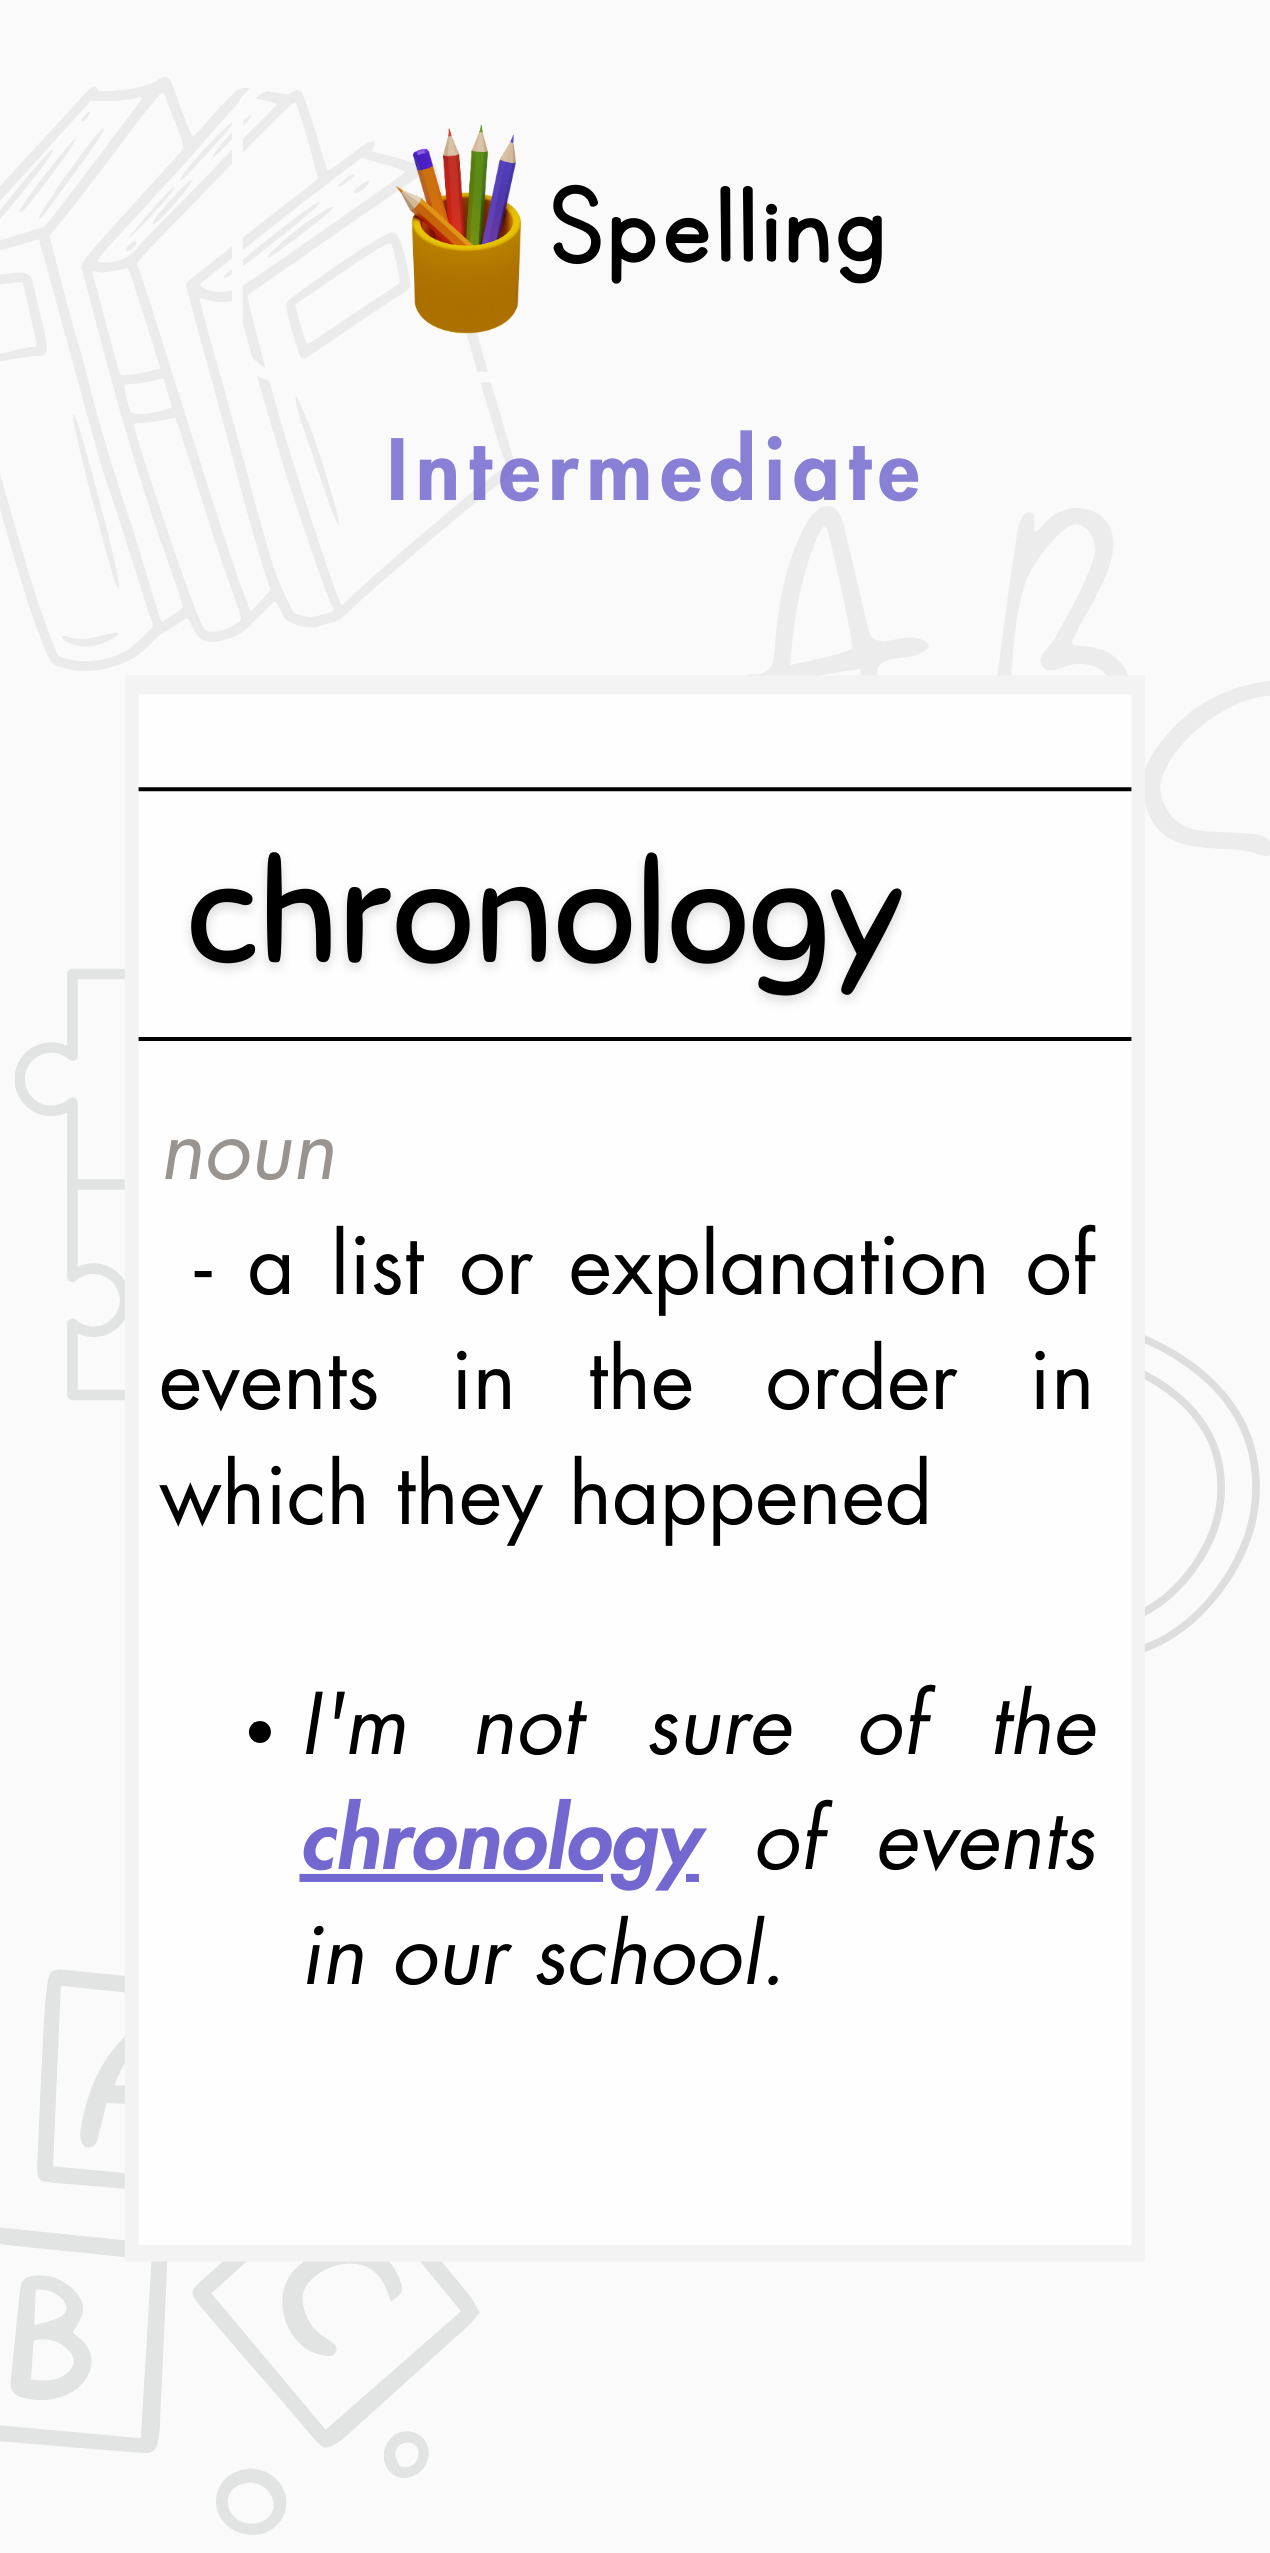 Spelling
Intermediate
A B
chronology
noun
- a list or explanation of
events in the order in
which they happened
• I'm not sure of the
chronology of events
in our school.
A
B C